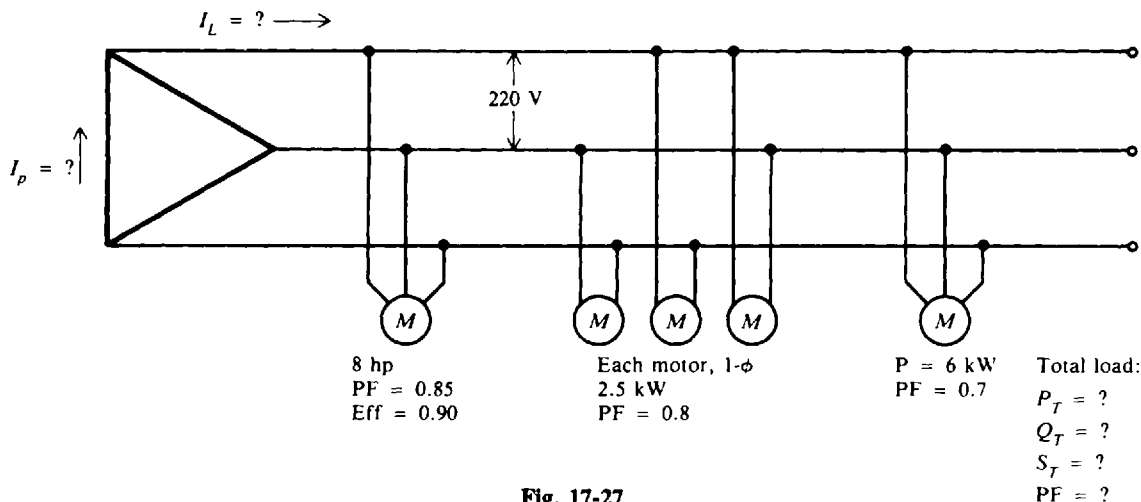 I_L = ? →
220 V
I_p = ?
M
M
M
M
M
8 hp
PF = 0.85
Eff = 0.90
Each motor, 1-ϕ
2.5 kW
PF = 0.8
P = 6 kW
PF = 0.7
Total load:
P_T = ?
Q_T = ?
S_T = ?
PF = ?
Fig. 17-27